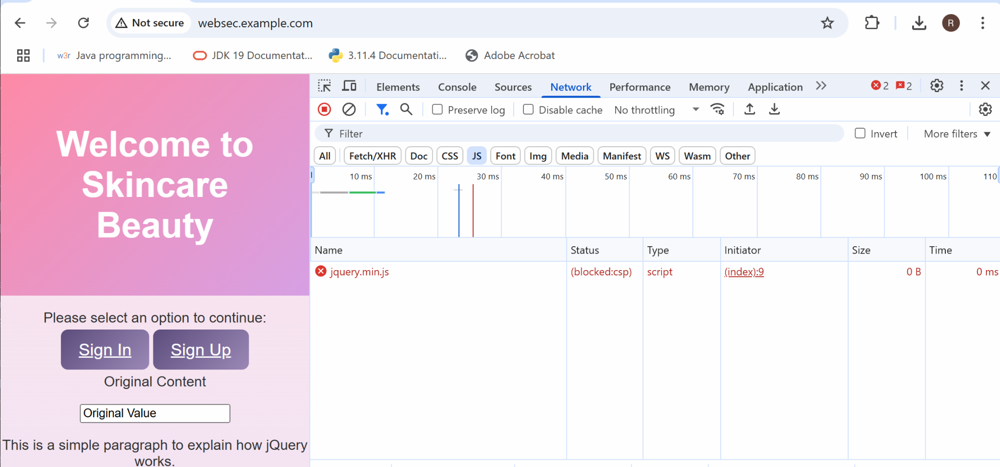 Not secure websec.example.com R
w3r Java programming... JDK 19 Documentat... 3.11.4 Documentati... Adobe Acrobat
Welcome to
Skincare
Beauty
Please select an option to continue:
Sign In Sign Up
Original Content
Original Value
This is a simple paragraph to explain how jQuery
works.
Elements Console Sources Network Performance Memory Application 2 2
Preserve log Disable cache No throttling
Filter Invert More filters
All Fetch/XHR Doc CSS JS Font Img Media Manifest WS Wasm Other
10 ms 20 ms 30 ms 40 ms 50 ms 60 ms 70 ms 80 ms 90 ms 100 ms 110
Name Status Type Initiator Size Time
jquery.min.js (blocked:csp) script (index):9 0 B 0 ms